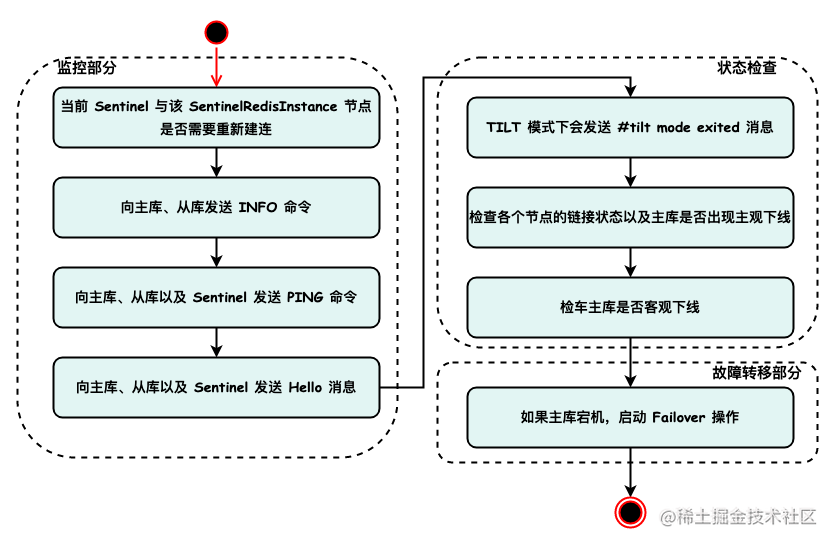 监控部分
当前 Sentinel 与该 SentinelRedisInstance 节点
是否需要重新建连
向主库、从库发送 INFO 命令
向主库、从库以及 Sentinel 发送 PING 命令
向主库、从库以及 Sentinel 发送 Hello 消息
状态检查
TILT 模式下会发送 #tilt mode exited 消息
检查各个节点的链接状态以及主库是否出现主观下线
检车主库是否客观下线
故障转移部分
如果主库宕机，启动 Failover 操作
@稀土掘金技术社区